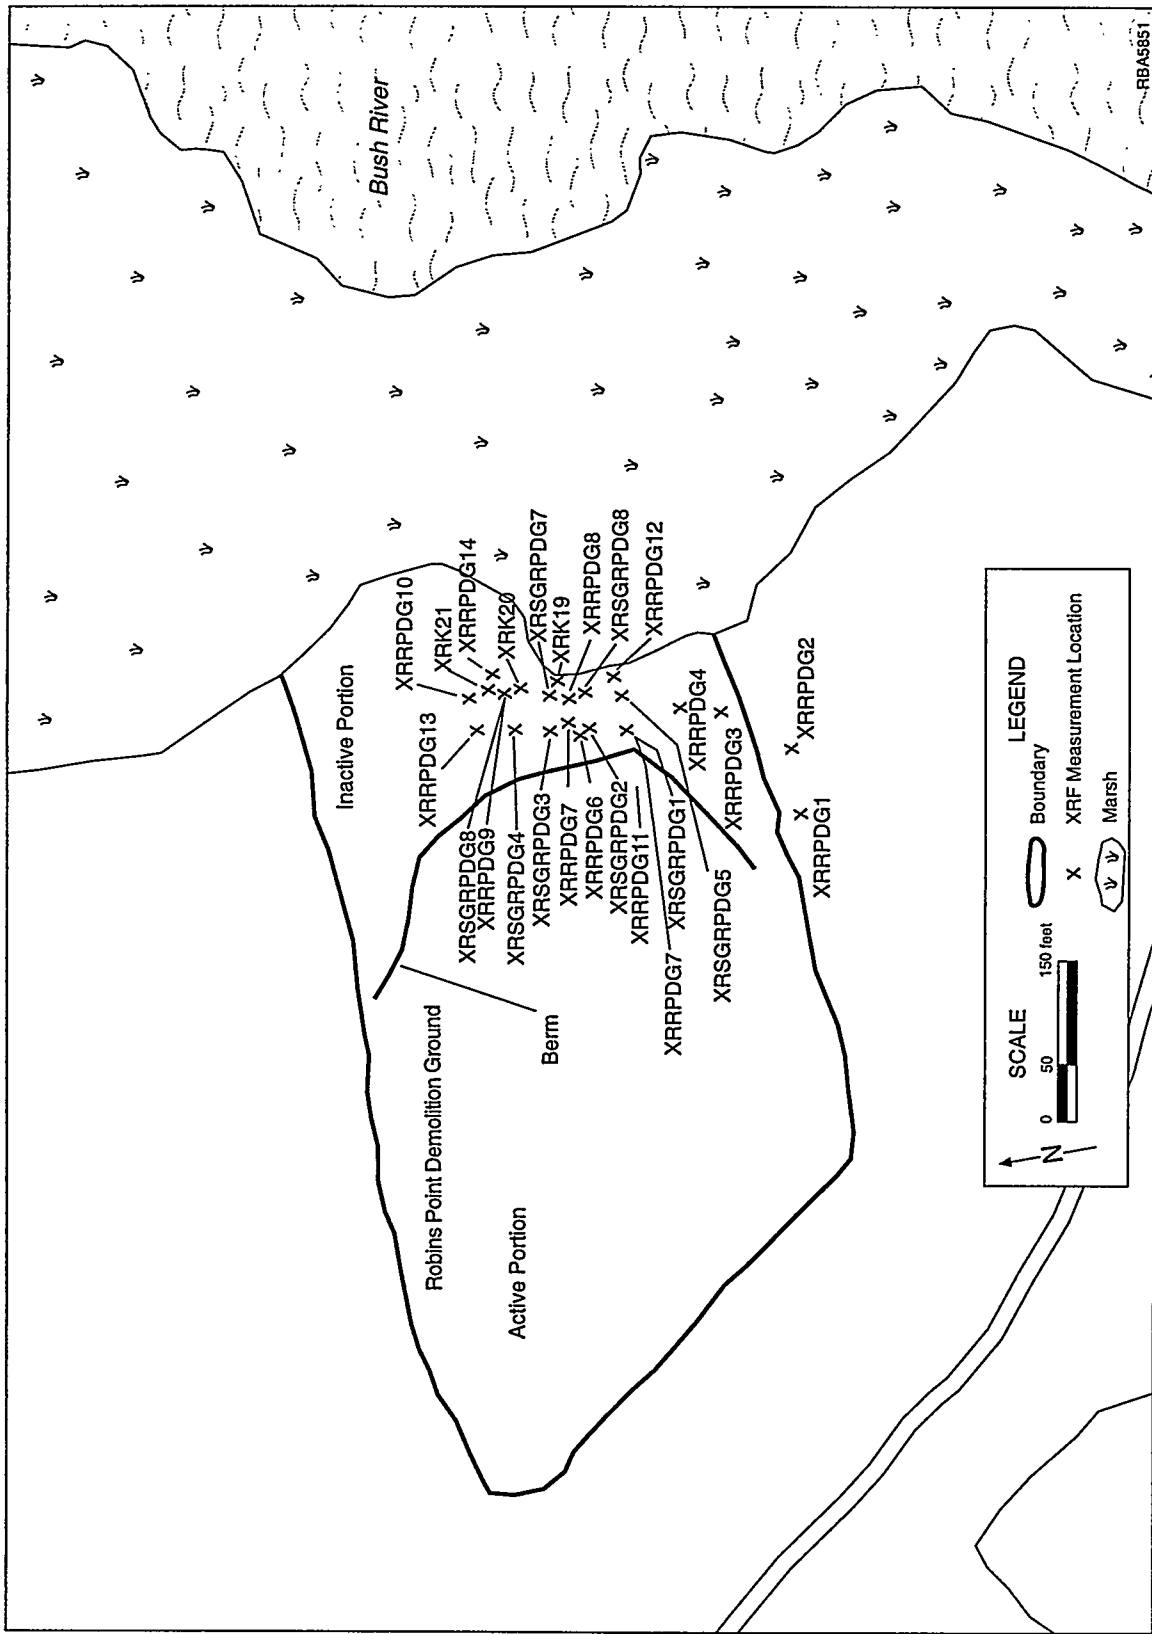 Bush River
RBA5851
Inactive Portion
XRRPDG10
XRK21
XRRPDG14
XRK20
XRSGRPDG7
XRK19
XRRPDG8
XRSGRPDG8
XRRPDG12
XRRPDG13
XRSGRPDG8
XRRPDG9
XRSGRPDG4
XRSGRPDG3
XRRPDG7
XRRPDG6
XRSGRPDG2
XRRPDG11
XRSGRPDG1
XRRPDG7
XRSGRPDG5
XRRPDG4
XRRPDG3
XRRPDG2
XRRPDG1
Berm
Robins Point Demolition Ground
Active Portion
LEGEND
Boundary
X XRF Measurement Location
Marsh
SCALE
0 50 150 feet
N